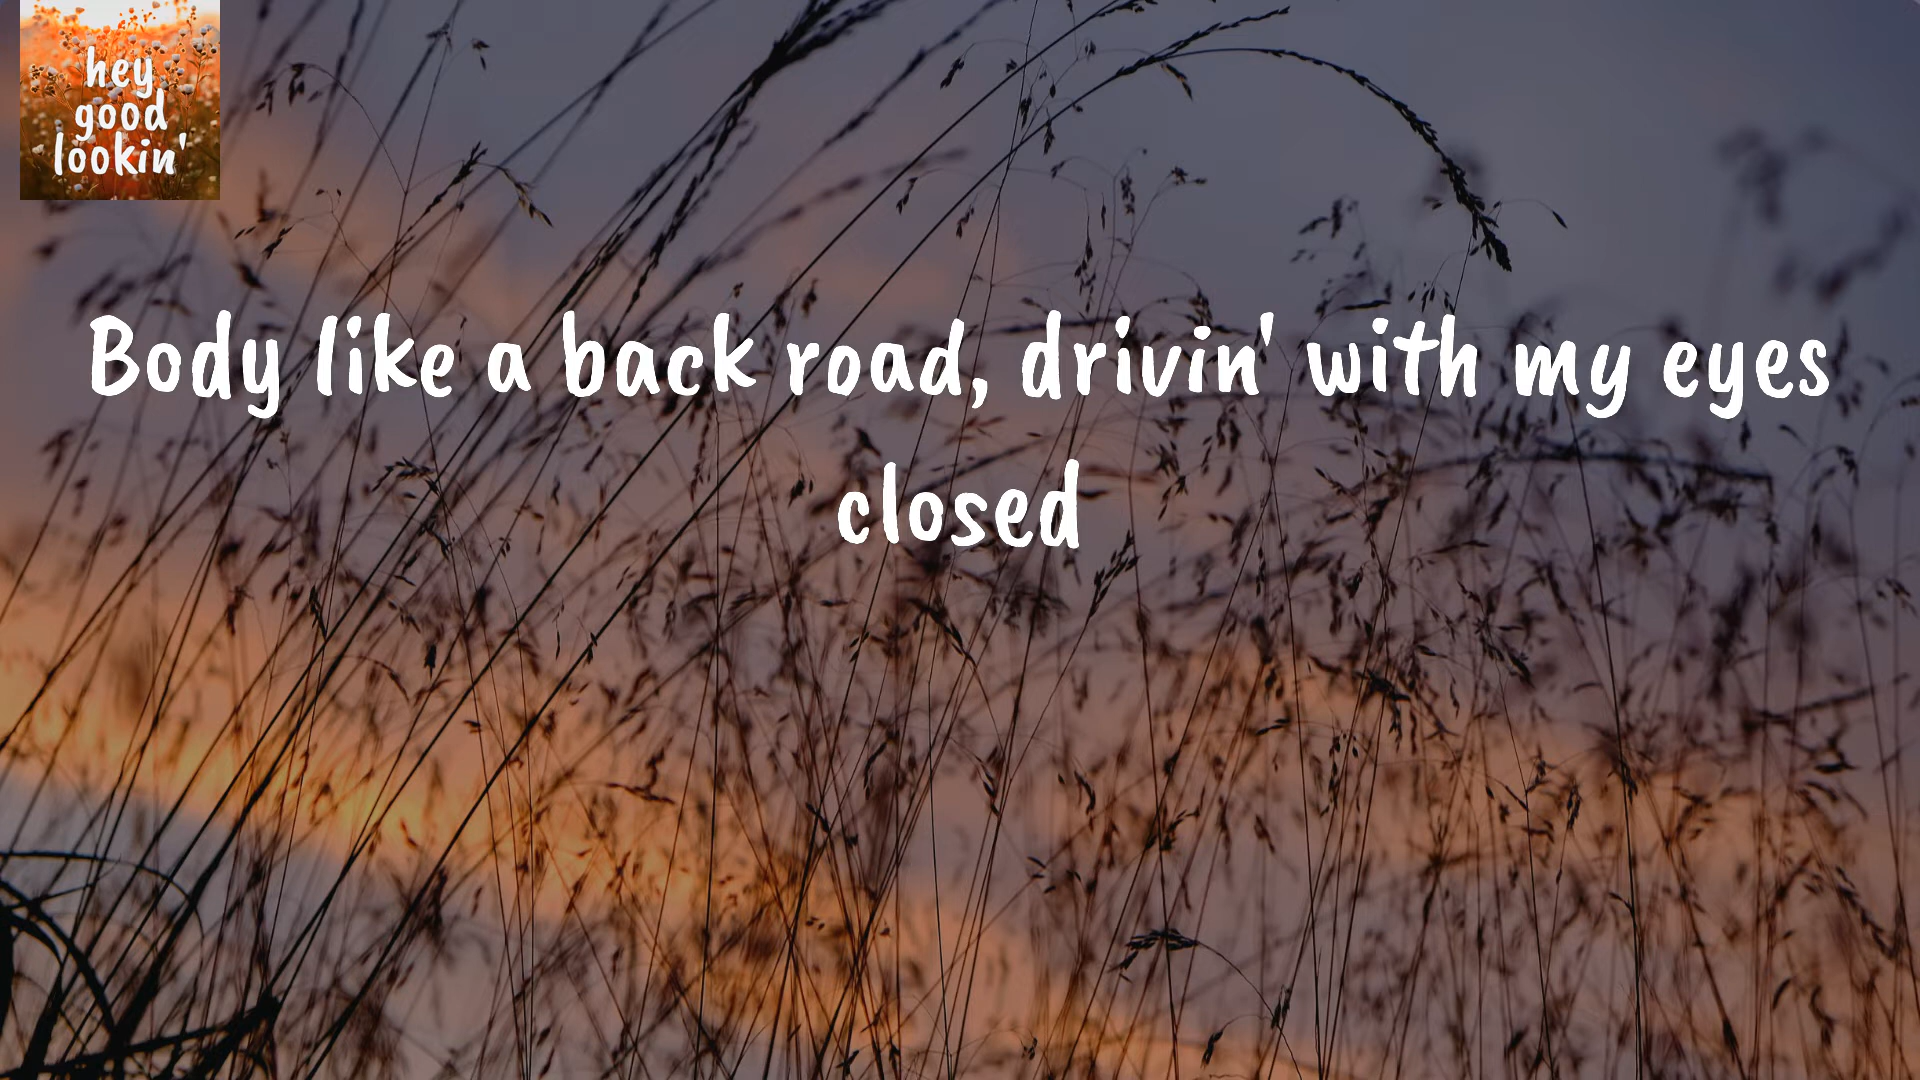 hey
good
lookin'
Body like a back road, drivin' with my eyes
closed